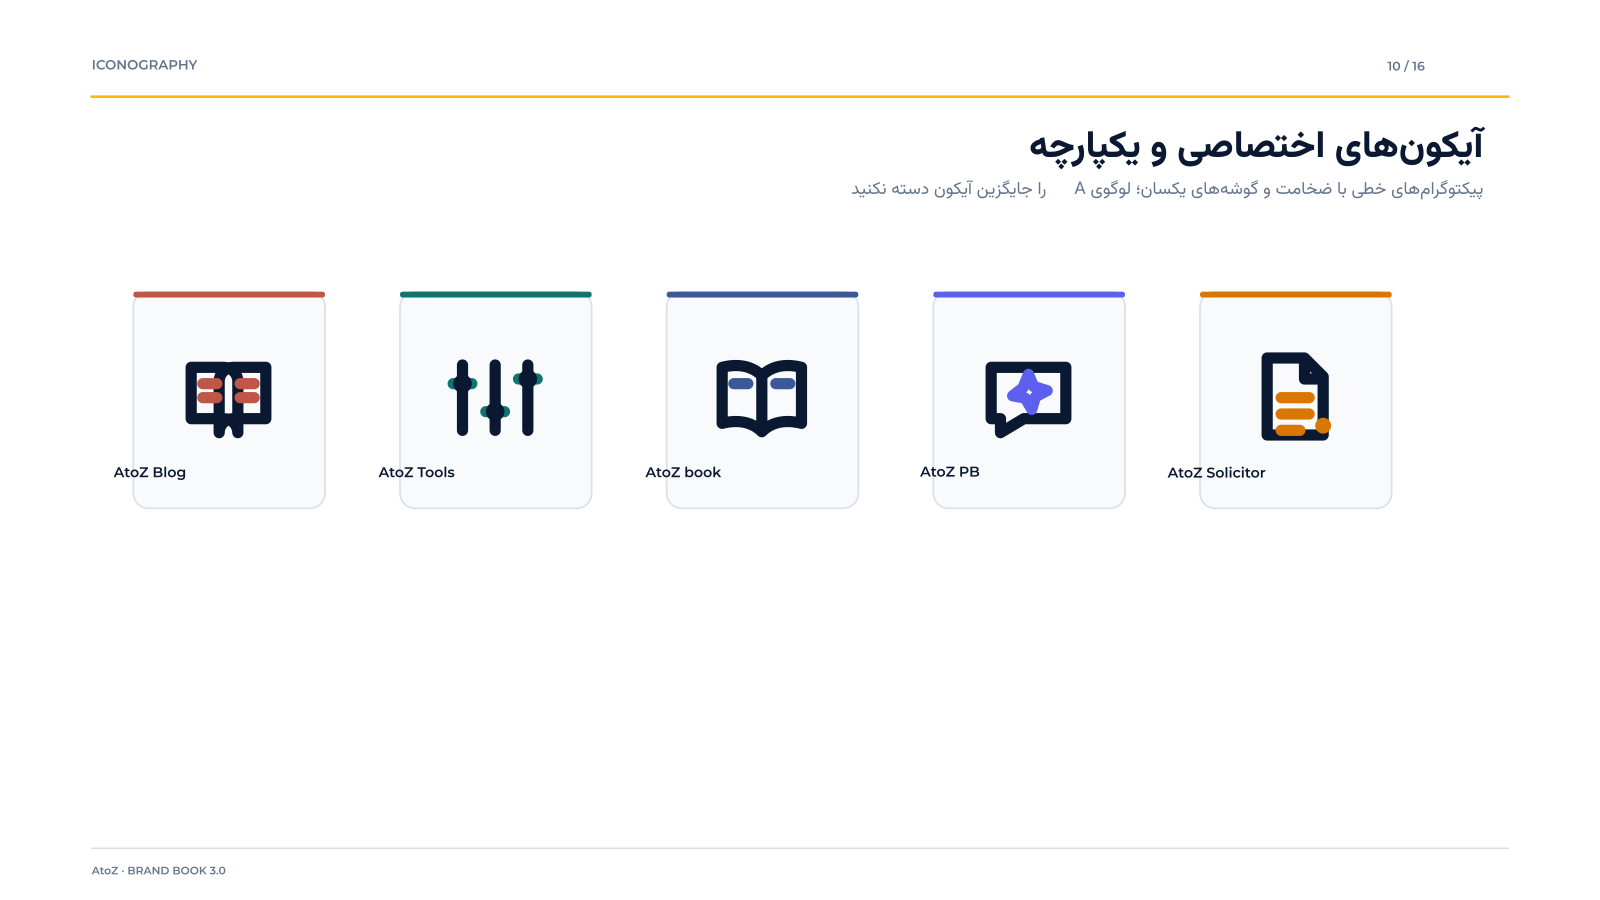 ICONOGRAPHY
10 / 16
آیکون‌های اختصاصی و یکپارچه
پیکتوگرام‌های خطی با ضخامت و گوشه‌های یکسان؛ لوگوی A را جایگزین آیکون دسته نکنید
AtoZ Blog
AtoZ Tools
AtoZ book
AtoZ PB
AtoZ Solicitor
AtoZ · BRAND BOOK 3.0